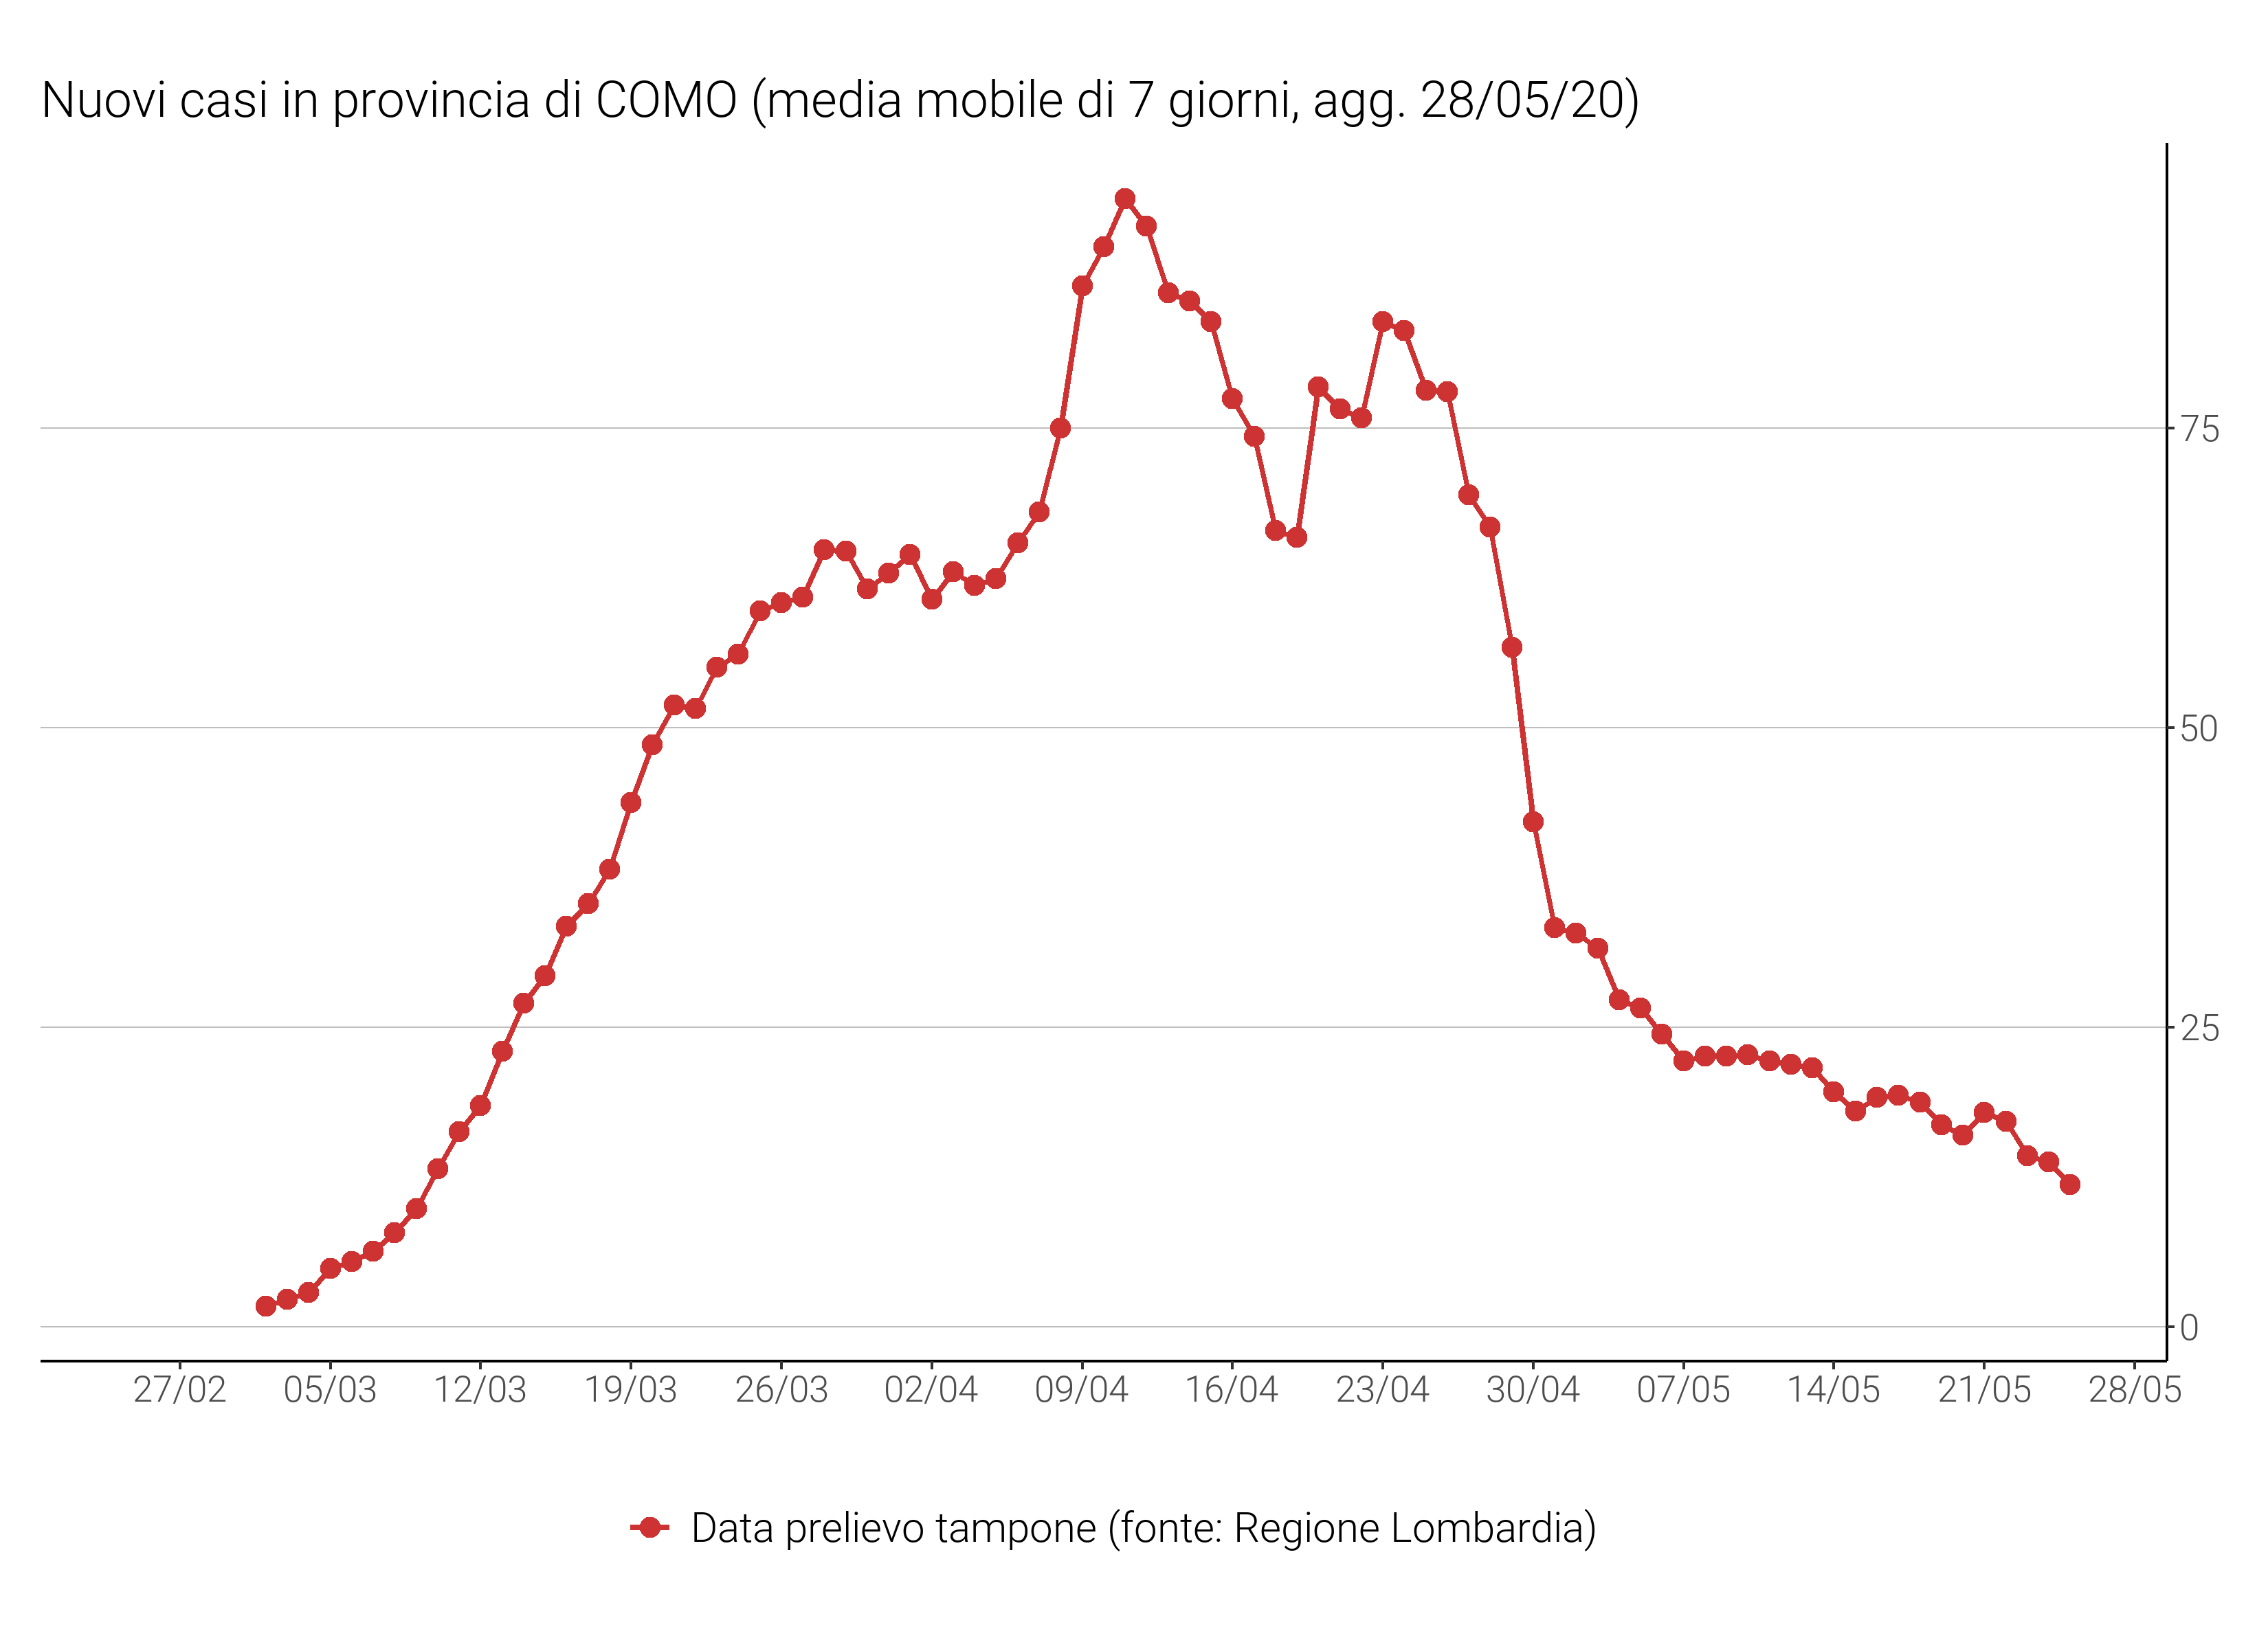 Nuovi casi in provincia di COMO (media mobile di 7 giorni, agg. 28/05/20)
75
50
25
0
27/02 05/03 12/03 19/03 26/03 02/04 09/04 16/04 23/04 30/04 07/05 14/05 21/05 28/05
Data prelievo tampone (fonte: Regione Lombardia)